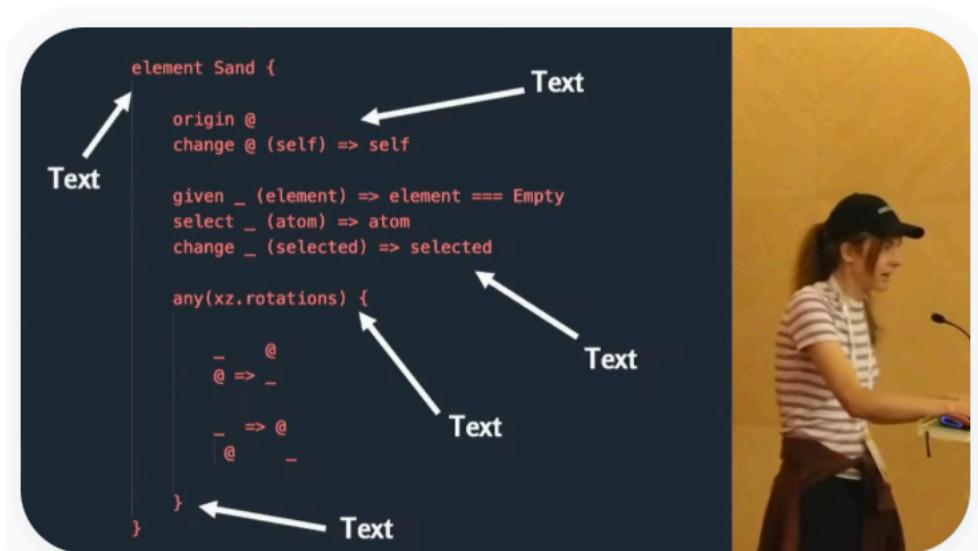 element Sand {
Text
origin @
change @ (self) => self
Text
given _ (element) => element === Empty
select _ (atom) => atom
change _ (selected) => selected
Text
any(xz.rotations) {
Text
_ @
@ => _
_ => @
@ _
}
Text
}